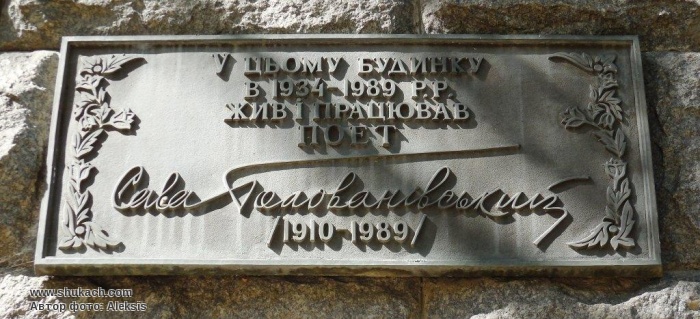 У ЦЬОМУ БУДИНКУ
В 1934-1989 Р.Р.
ЖИВ І ПРАЦЮВАВ
ПОЕТ
Сава Голованівський
/1910-1989/
www.shukach.com
Автор фото: Aleksis